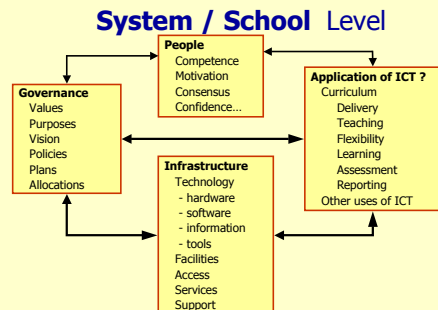 System / School Level
People
Competence
Motivation
Consensus
Confidence…
Governance
Values
Purposes
Vision
Policies
Plans
Allocations
Application of ICT ?
Curriculum
Delivery
Teaching
Flexibility
Learning
Assessment
Reporting
Other uses of ICT
Infrastructure
Technology
- hardware
- software
- information
- tools
Facilities
Access
Services
Support